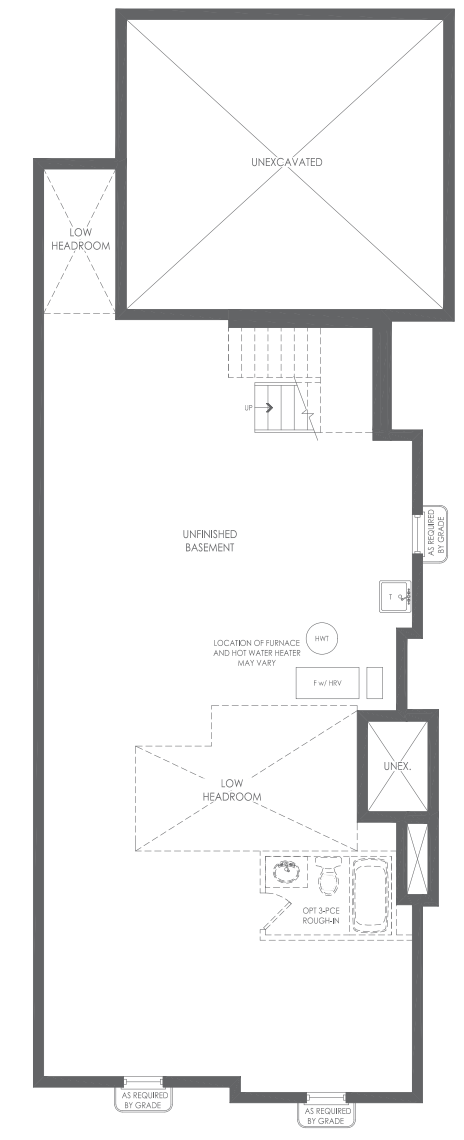 UNEXCAVATED
LOW
HEADROOM
UP
AS REQUIRED
BY GRADE
UNFINISHED
BASEMENT
T
HWT
LOCATION OF FURNACE
AND HOT WATER HEATER
MAY VARY
F w/ HRV
UNEX.
LOW
HEADROOM
OPT 3-PCE
ROUGH-IN
AS REQUIRED
BY GRADE
AS REQUIRED
BY GRADE